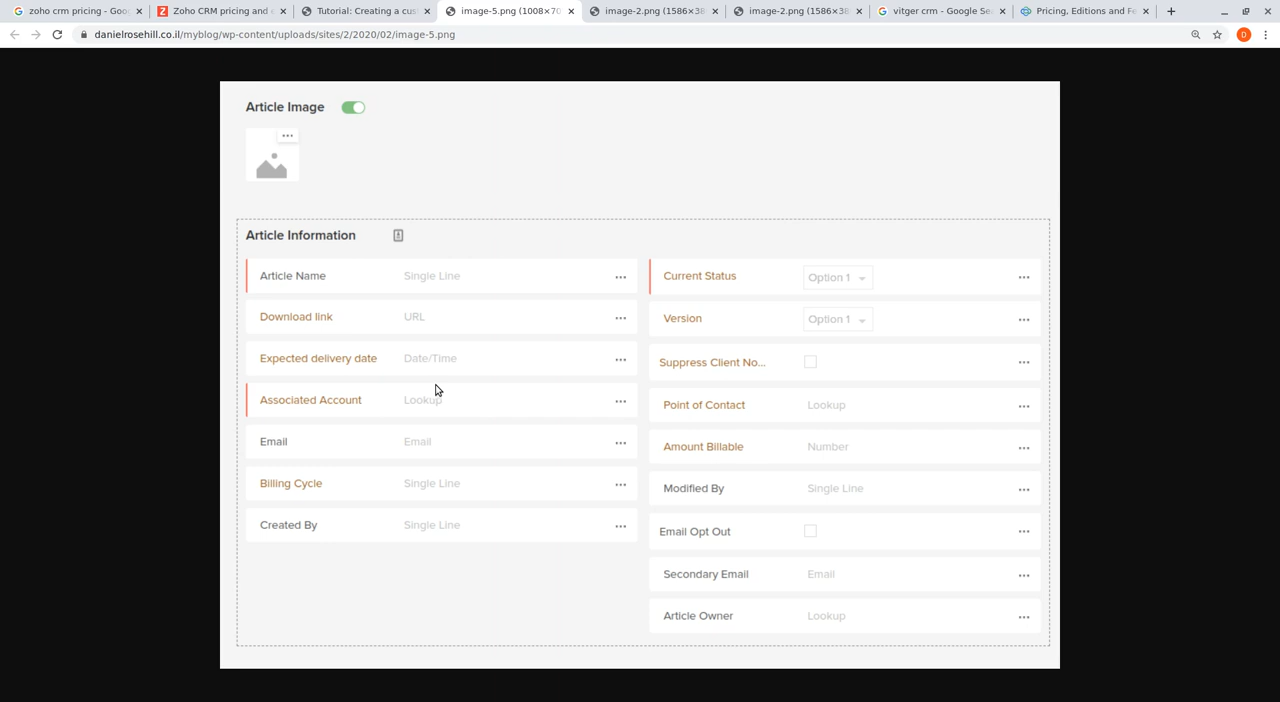 zoho crm pricing - Goo
Zoho CRM pricing and
Tutorial: Creating a cus
image-5.png (1008×70
image-2.png (1586×38
image-2.png (1586×38
vitger crm - Google Se
Pricing, Editions and Fe
danielrosehill.co.il/myblog/wp-content/uploads/sites/2/2020/02/image-5.png
D
Article Image
Article Information
Article Name Single Line
Download link URL
Expected delivery date Date/Time
Associated Account Lookup
Email Email
Billing Cycle Single Line
Created By Single Line
Current Status Option 1
Version Option 1
Suppress Client No...
Point of Contact Lookup
Amount Billable Number
Modified By Single Line
Email Opt Out
Secondary Email Email
Article Owner Lookup